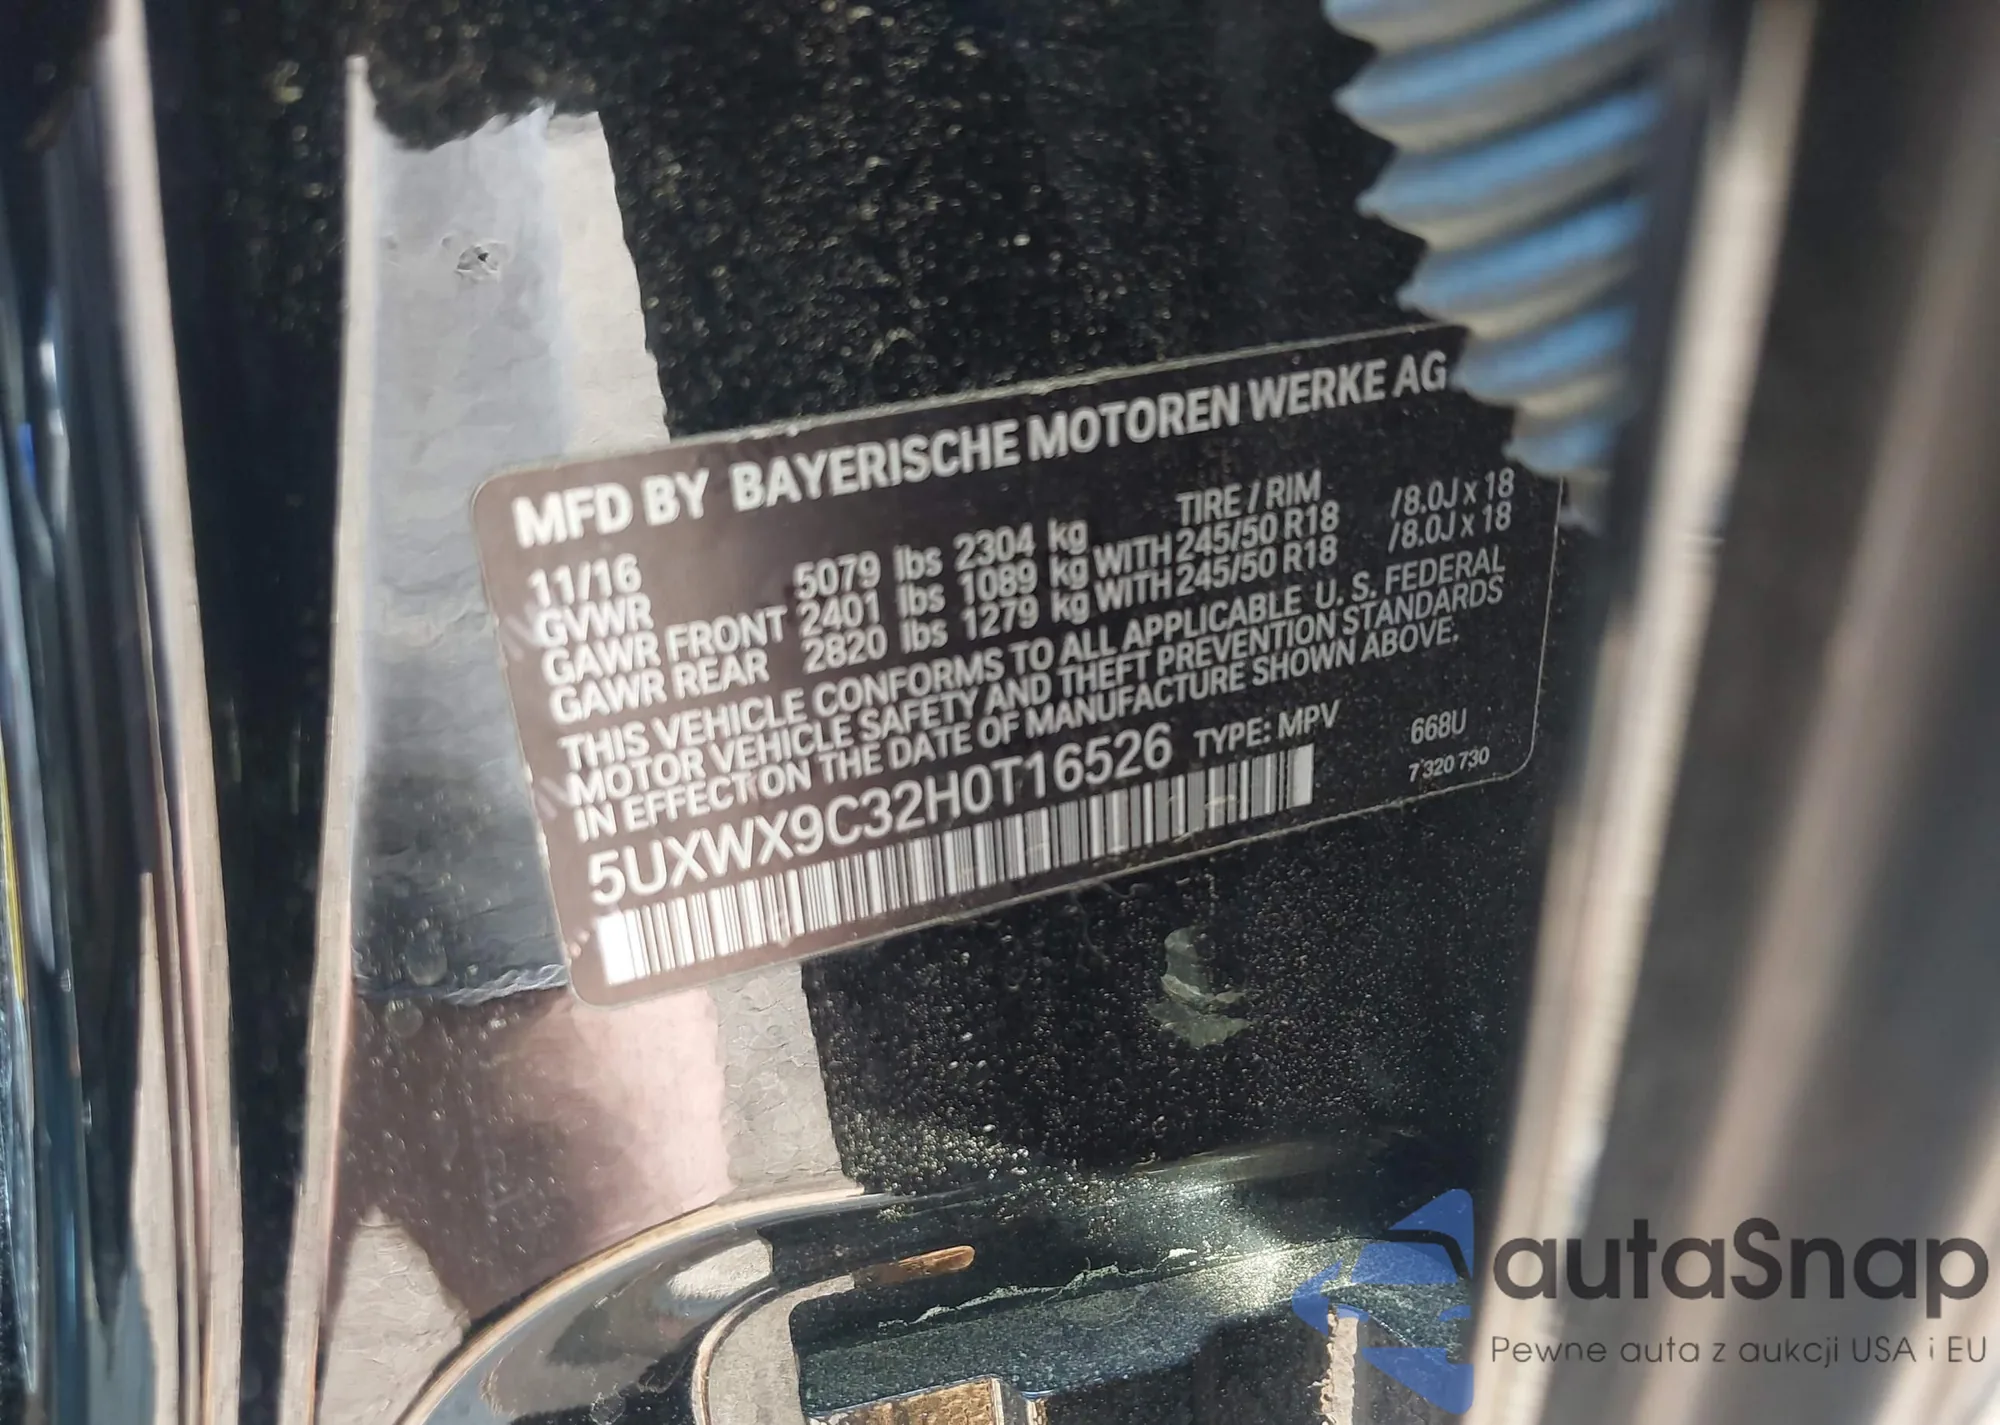 MFD BY BAYERISCHE MOTOREN WERKE AG
11/16 TIRE / RIM
GVWR 5079 lbs 2304 kg
GAWR FRONT 2401 lbs 1089 kg WITH 245/50 R18 /8.0J x 18
GAWR REAR 2820 lbs 1279 kg WITH 245/50 R18 /8.0J x 18
THIS VEHICLE CONFORMS TO ALL APPLICABLE U. S. FEDERAL
MOTOR VEHICLE SAFETY AND THEFT PREVENTION STANDARDS
IN EFFECT ON THE DATE OF MANUFACTURE SHOWN ABOVE.
5UXWX9C32H0T16526 TYPE: MPV 668U
7 320 730
autaSnap
Pewne auta z aukcji USA i EU